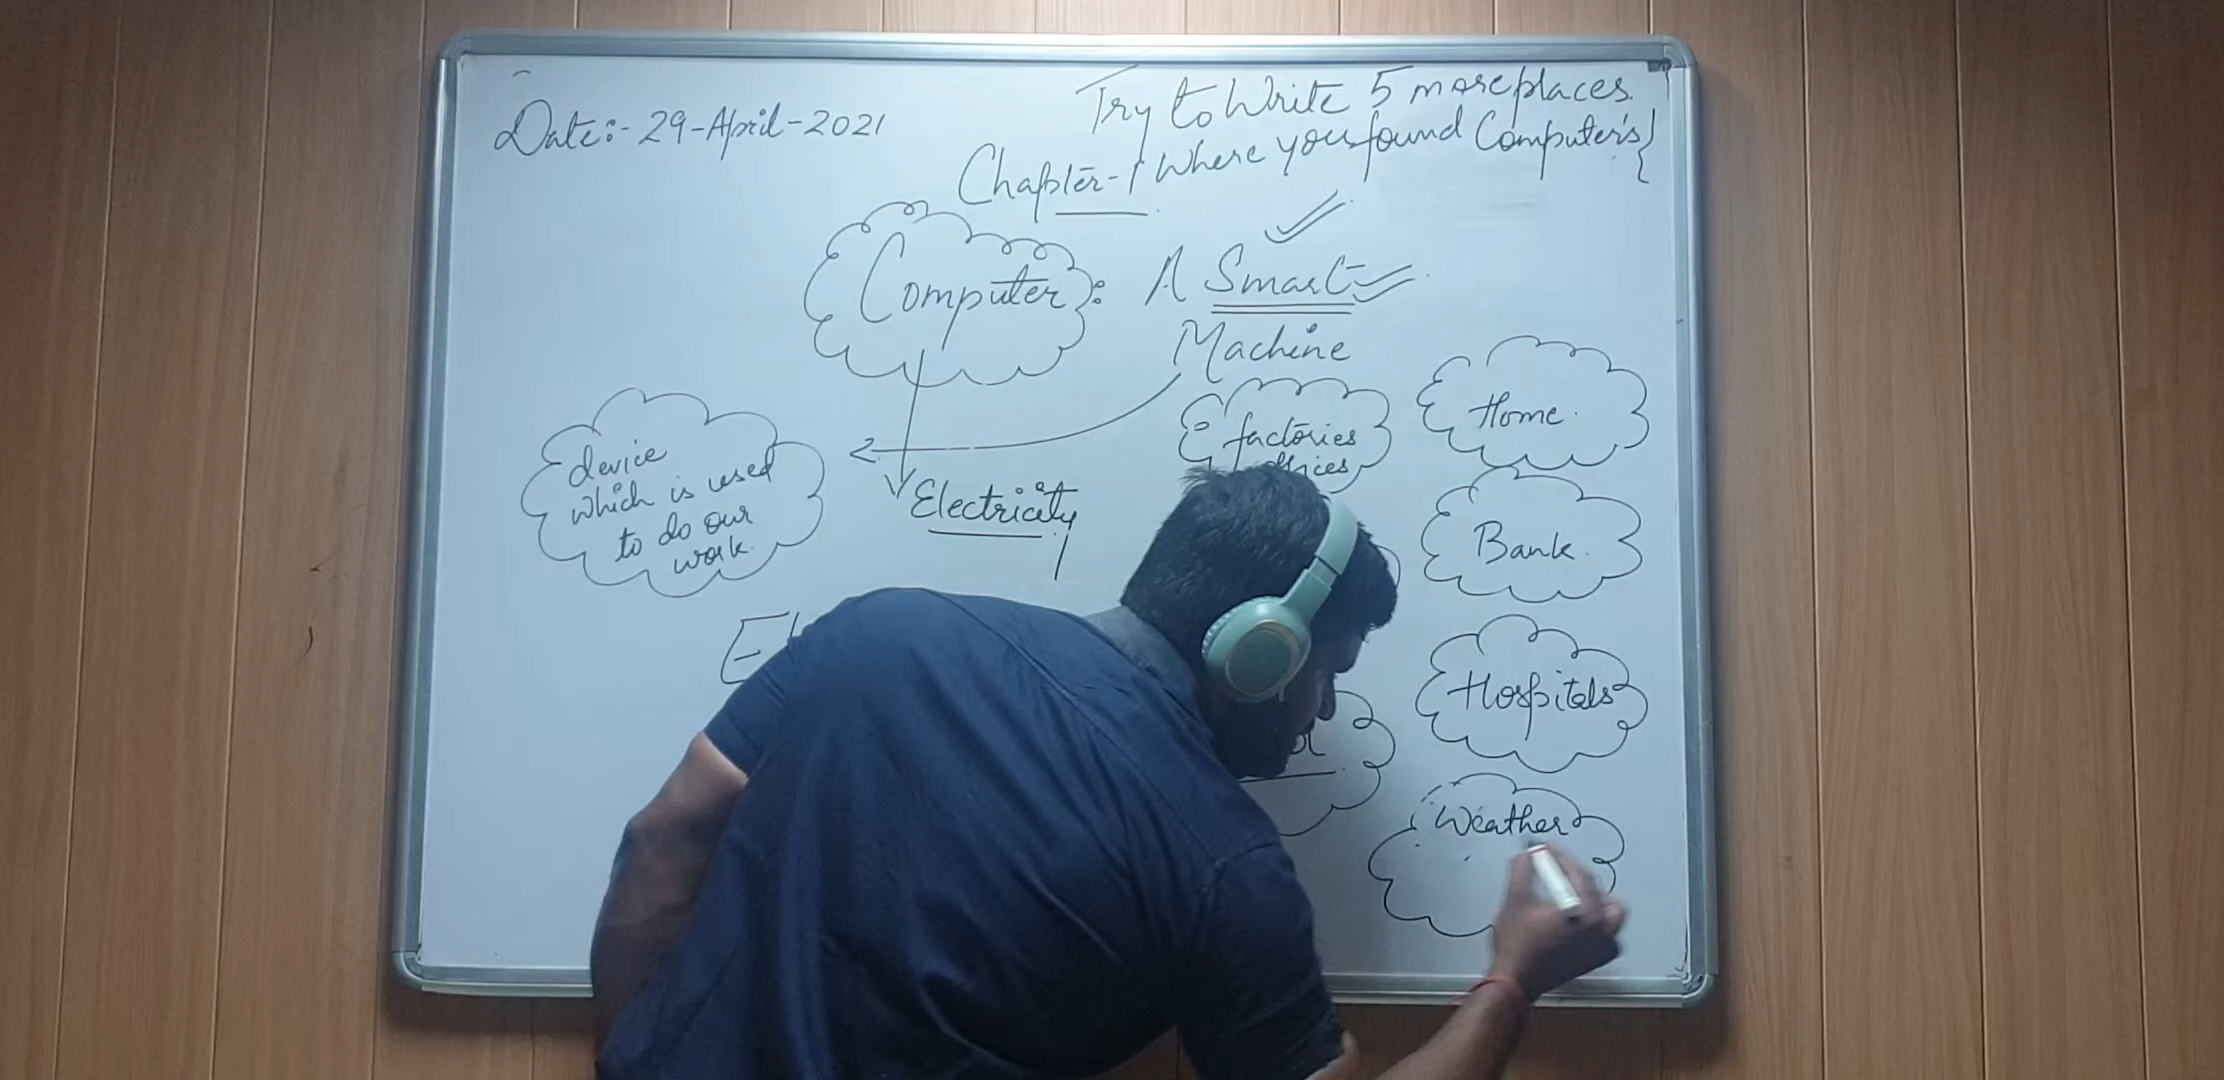 Date:- 29-April-2021
Try to Write 5 more places
Where you found Computer's}
Chapter-1
Computer: A Smart
Machine
factories
Home.
device
which is used
to do our
work.
Electricity
Bank.
Hospitals
Weather